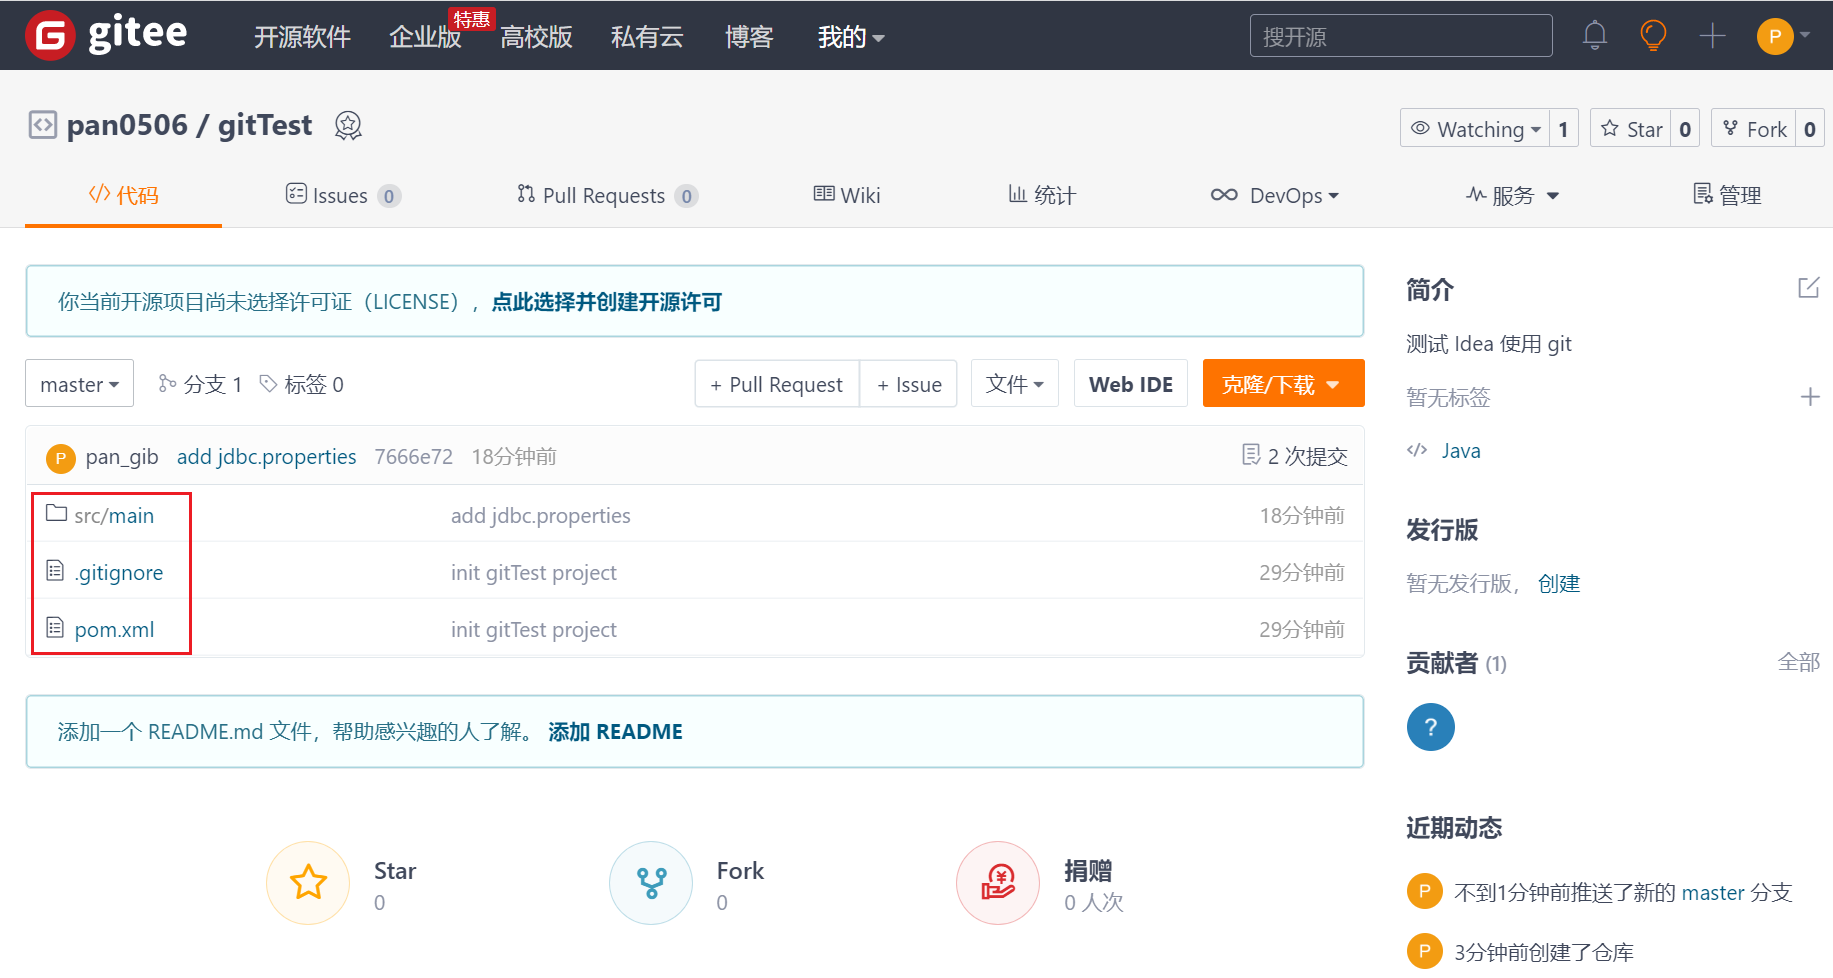 gitee 开源软件 企业版 特惠 高校版 私有云 博客 我的 搜开源 P
pan0506 / gitTest Watching 1 Star 0 Fork 0
代码 Issues 0 Pull Requests 0 Wiki 统计 DevOps 服务 管理
你当前开源项目尚未选择许可证（LICENSE），点此选择并创建开源许可
master 分支 1 标签 0 + Pull Request + Issue 文件 Web IDE 克隆/下载
P pan_gib add jdbc.properties 7666e72 18分钟前 2 次提交
src/main add jdbc.properties 18分钟前
.gitignore init gitTest project 29分钟前
pom.xml init gitTest project 29分钟前
添加一个 README.md 文件，帮助感兴趣的人了解。 添加 README
Star
0
Fork
0
捐赠
0 人次
简介
测试 Idea 使用 git
暂无标签
Java
发行版
暂无发行版， 创建
贡献者 (1) 全部
?
近期动态
P 不到1分钟前推送了新的 master 分支
P 3分钟前创建了仓库